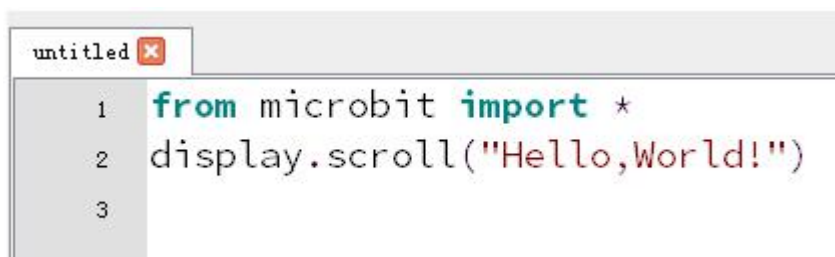 untitled
1 from microbit import *
2 display.scroll("Hello,World!")
3